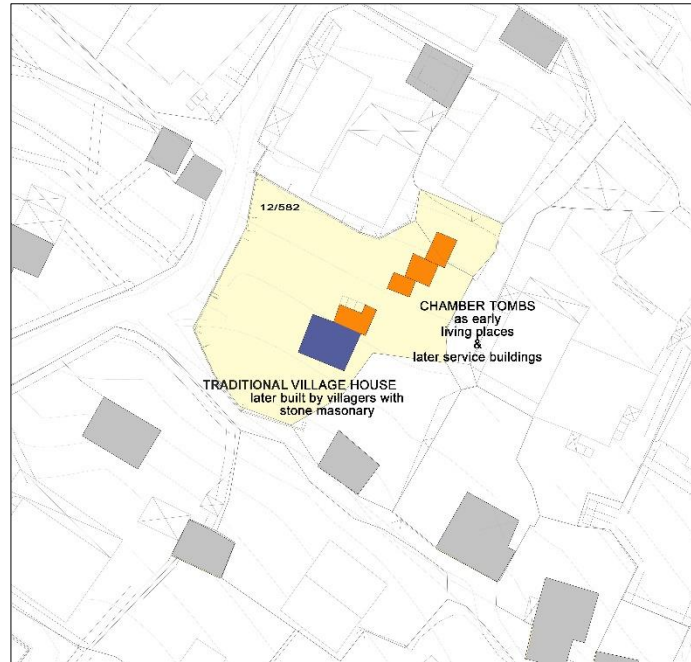 12/582
CHAMBER TOMBS
as early
living places
&
later service buildings
TRADITIONAL VILLAGE HOUSE
later built by villagers with
stone masonary